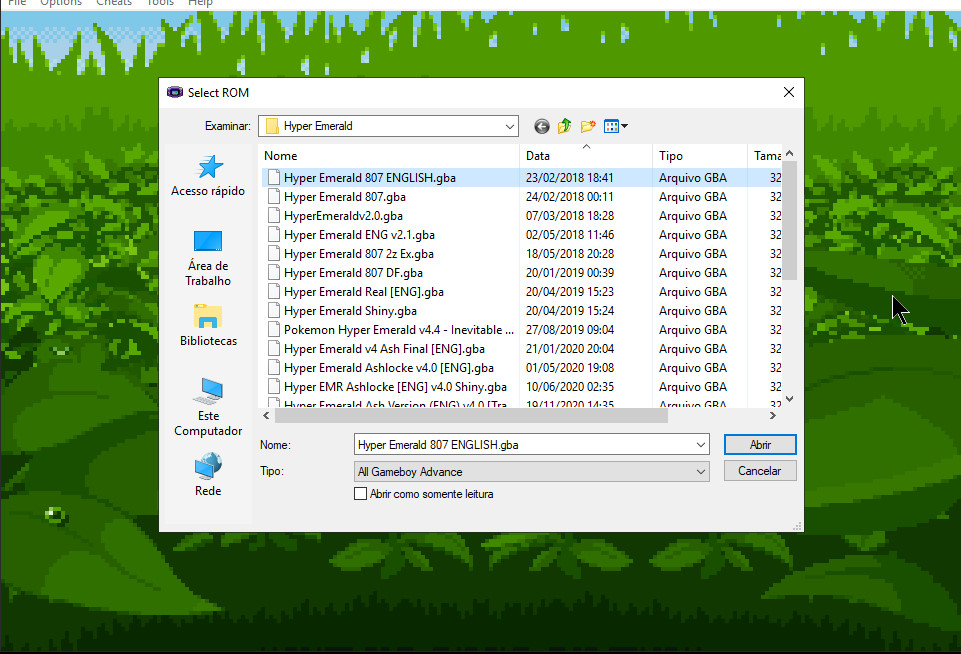 File Options Cheats Tools Help
Select ROM
Examinar: Hyper Emerald
Nome Data Tipo Tama
Hyper Emerald 807 ENGLISH.gba 23/02/2018 18:41 Arquivo GBA 32
Hyper Emerald 807.gba 24/02/2018 00:11 Arquivo GBA 32
HyperEmeraldv2.0.gba 07/03/2018 18:28 Arquivo GBA 32
Hyper Emerald ENG v2.1.gba 02/05/2018 11:46 Arquivo GBA 32
Hyper Emerald 807 2z Ex.gba 18/05/2018 20:28 Arquivo GBA 32
Hyper Emerald 807 DF.gba 20/01/2019 00:39 Arquivo GBA 32
Hyper Emerald Real [ENG].gba 20/04/2019 15:23 Arquivo GBA 32
Hyper Emerald Shiny.gba 20/04/2019 15:24 Arquivo GBA 32
Pokemon Hyper Emerald v4.4 - Inevitable ... 27/08/2019 09:04 Arquivo GBA 32
Hyper Emerald v4 Ash Final [ENG].gba 21/01/2020 20:04 Arquivo GBA 32
Hyper Emerald Ashlocke v4.0 [ENG].gba 01/05/2020 19:08 Arquivo GBA 32
Hyper EMR Ashlocke [ENG] v4.0 Shiny.gba 10/06/2020 02:35 Arquivo GBA 32
Hyper Emerald Ash Version (ENG) v4.0 [Tra... 19/11/2020 14:35 Arquivo GBA 32
Acesso rápido
Área de
Trabalho
Bibliotecas
Este
Computador
Rede
Nome: Hyper Emerald 807 ENGLISH.gba Abrir
Tipo: All Gameboy Advance Cancelar
Abrir como somente leitura